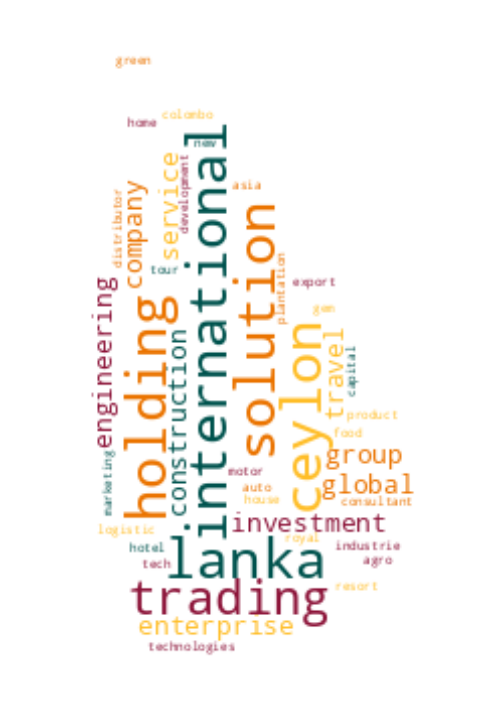 green
colombo
home
new
international
service
development
asia
company
distributor
solution
tour
plantation
export
engineering
holding
gem
ceylon
travel
construction
capital
product
food
group
marketing
motor
global
auto
house
consultant
investment
logistic
royal
hotel
industrie
lanka
tech
agro
trading
resort
enterprise
technologies